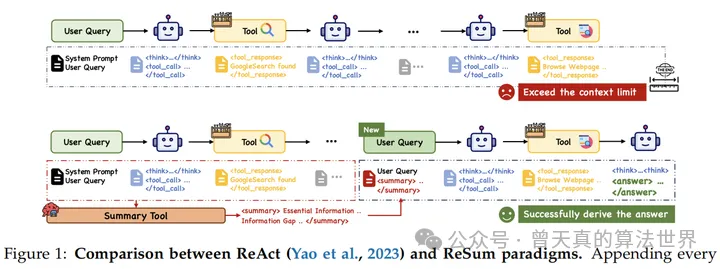 User Query
Tool
Tool
...
System Prompt
User Query
<think>...</think>
<tool_call> ...
</tool_call>
<tool_response>
GoogleSearch found
</tool_response>
<think>...</think>
<tool_call> ...
</tool_call>
...
<think>...</think>
<tool_call> ...
</tool_call>
<tool_response>
Browse Webpage ..
</tool_response>
Exceed the context limit
User Query
Tool
...
New
User Query
Tool
System Prompt
User Query
<think>...</think>
<tool_call> ...
</tool_call>
<tool_response>
GoogleSearch found
</tool_response>
...
User Query
<summary> ..
</summary>
<think>...</think>
<tool_call> ...
</tool_call>
<tool_response>
Browse Webpage ..
</tool_response>
<think>...<think>
<answer> ...
</answer>
Summary Tool
<summary> Essential Information ..
Information Gap .. </summary>
Successfully derive the answer
公众号·曾天真的算法世界
Figure 1: Comparison between ReAct (Yao et al., 2023) and ReSum paradigms. Appending every